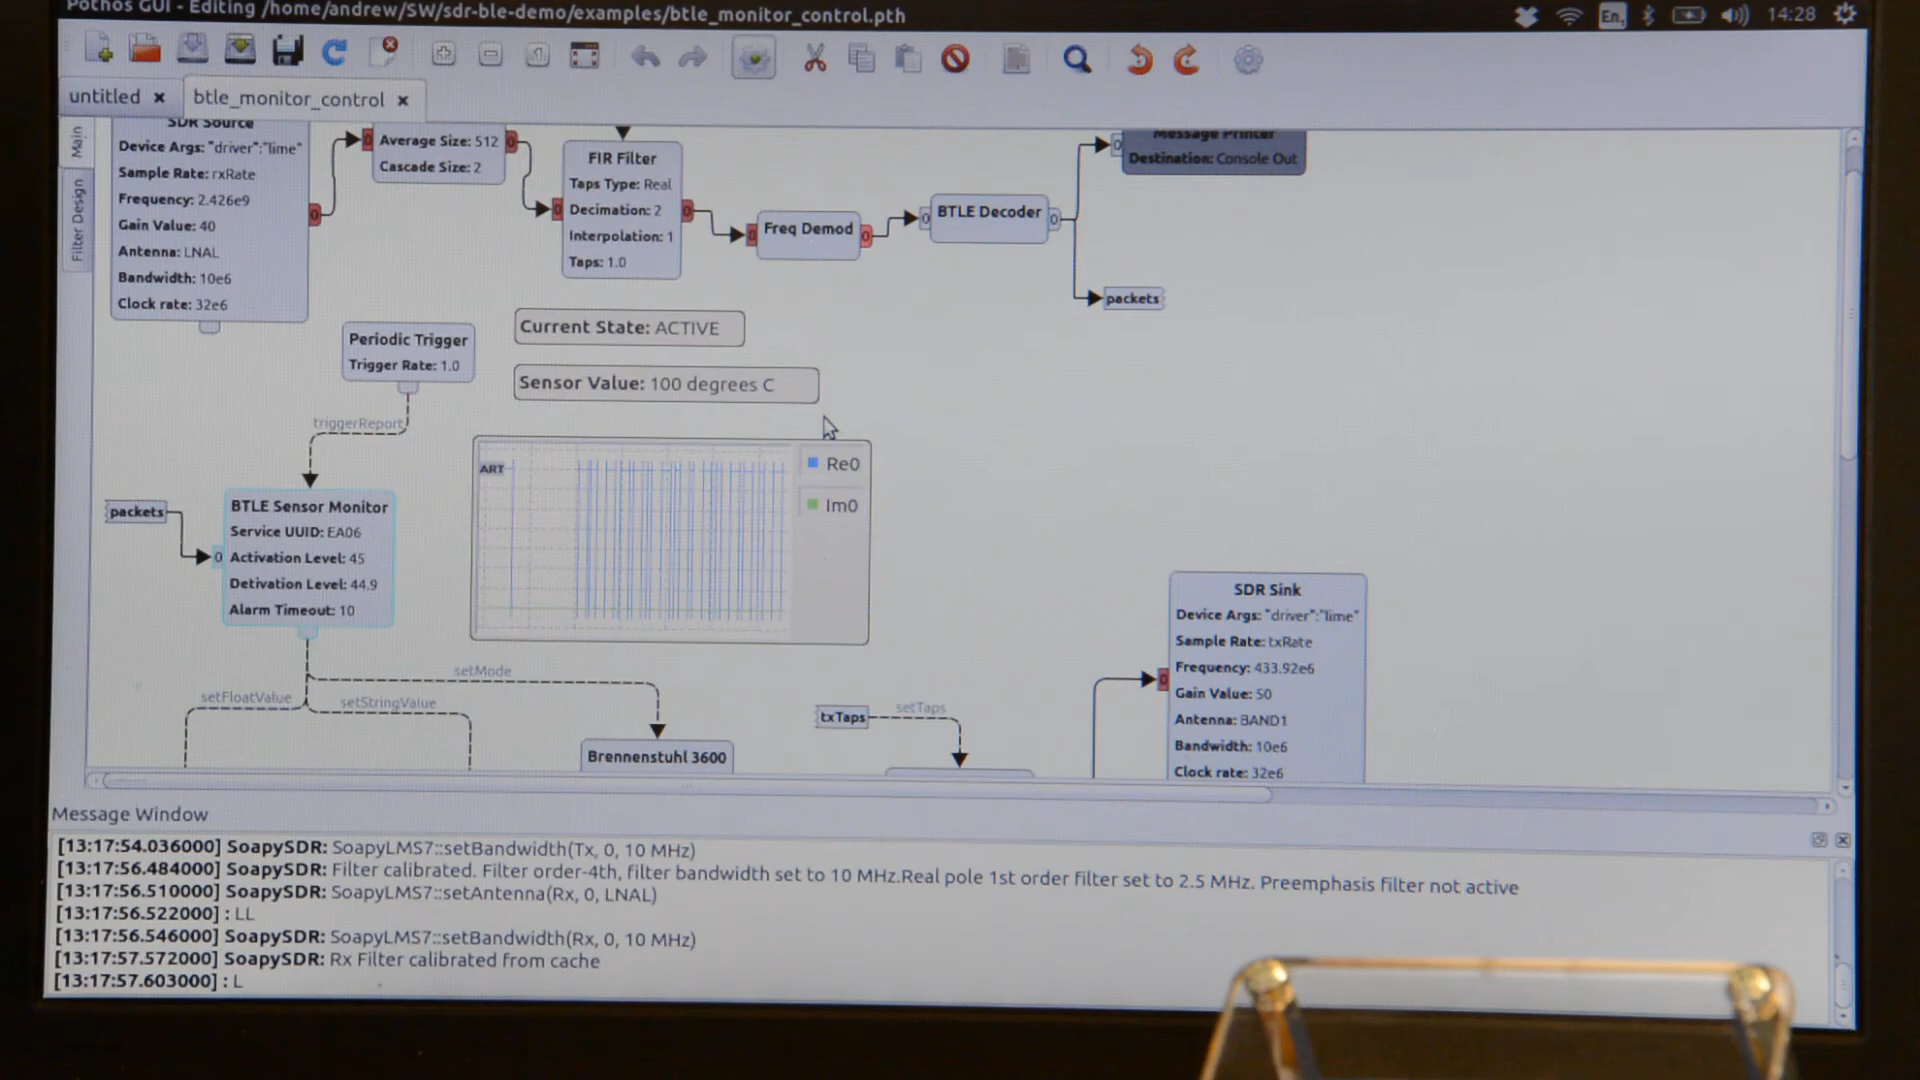 Pothos GUI - Editing /home/andrew/SW/sdr-ble-demo/examples/btle_monitor_control.pth
En1
14:28
untitled
btle_monitor_control
Main
Filter Design
SDR Source
Device Args: "driver":"lime"
Sample Rate: rxRate
Frequency: 2.426e9
Gain Value: 40
Antenna: LNAL
Bandwidth: 10e6
Clock rate: 32e6
Average Size: 512
Cascade Size: 2
FIR Filter
Taps Type: Real
Decimation: 2
Interpolation: 1
Taps: 1.0
Freq Demod
BTLE Decoder
Message Printer
Destination: Console Out
packets
Periodic Trigger
Trigger Rate: 1.0
triggerReport
Current State: ACTIVE
Sensor Value: 100 degrees C
ART
Re0
Im0
packets
BTLE Sensor Monitor
Service UUID: EA06
Activation Level: 45
Detivation Level: 44.9
Alarm Timeout: 10
setMode
setFloatValue
setStringValue
Brennenstuhl 3600
txTaps
setTaps
SDR Sink
Device Args: "driver":"lime"
Sample Rate: txRate
Frequency: 433.92e6
Gain Value: 50
Antenna: BAND1
Bandwidth: 10e6
Clock rate: 32e6
Message Window
[13:17:54.036000] SoapySDR: SoapyLMS7::setBandwidth(Tx, 0, 10 MHz)
[13:17:56.484000] SoapySDR: Filter calibrated. Filter order-4th, filter bandwidth set to 10 MHz.Real pole 1st order filter set to 2.5 MHz. Preemphasis filter not active
[13:17:56.510000] SoapySDR: SoapyLMS7::setAntenna(Rx, 0, LNAL)
[13:17:56.522000] : LL
[13:17:56.546000] SoapySDR: SoapyLMS7::setBandwidth(Rx, 0, 10 MHz)
[13:17:57.572000] SoapySDR: Rx Filter calibrated from cache
[13:17:57.603000] : L